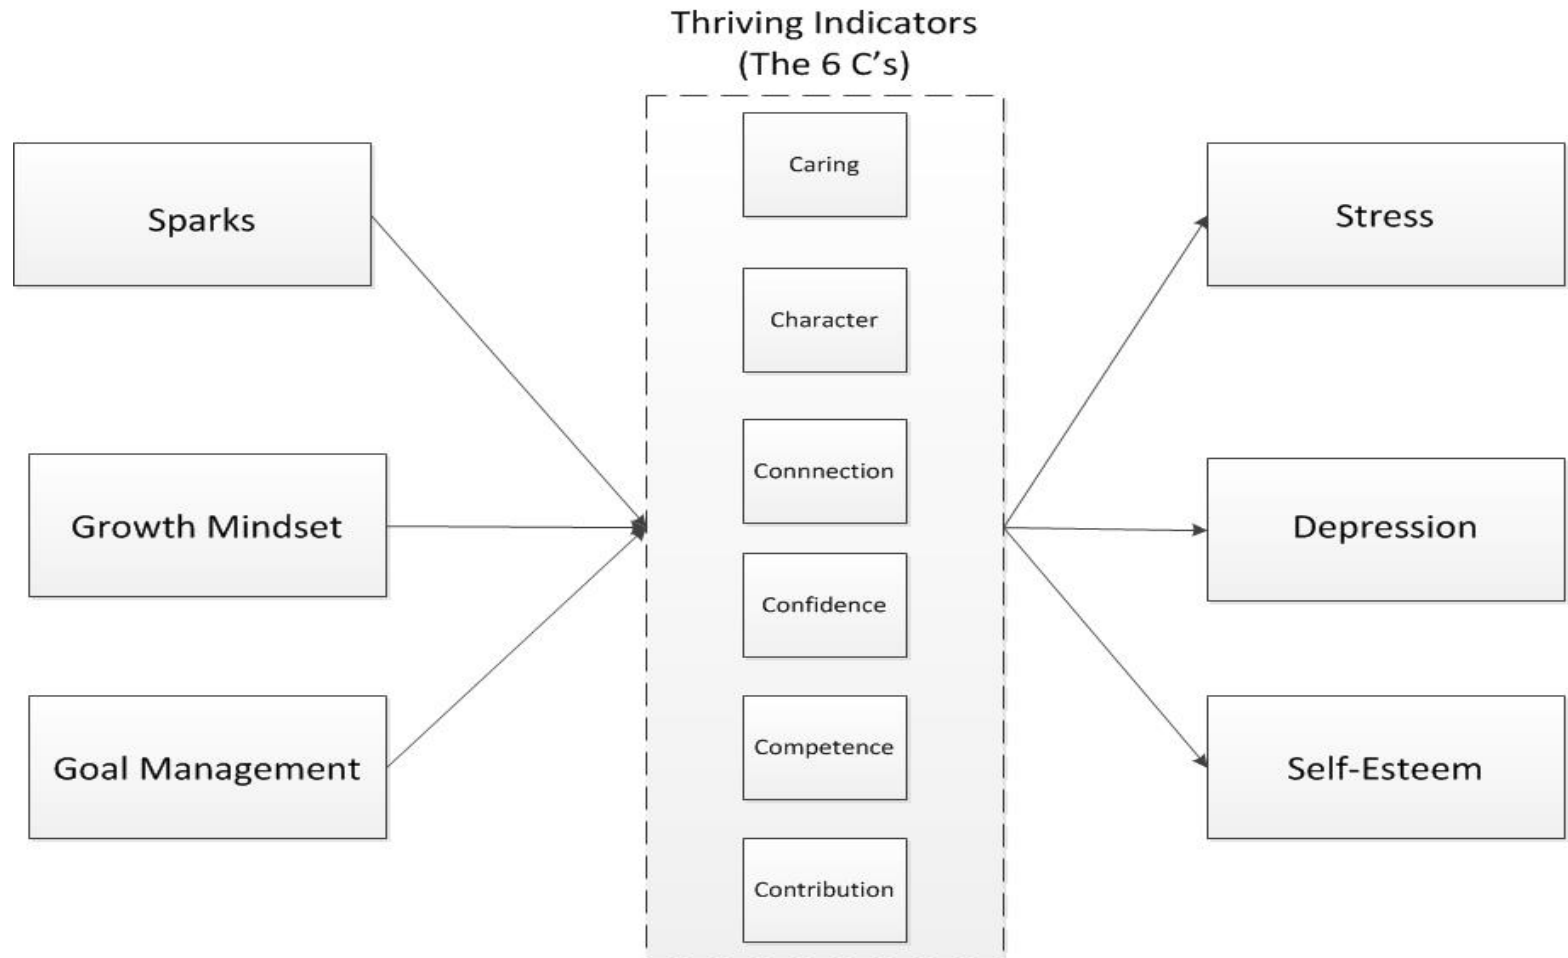 Thriving Indicators
(The 6 C's)
Sparks
Growth Mindset
Goal Management
Caring
Character
Connnection
Confidence
Competence
Contribution
Stress
Depression
Self-Esteem